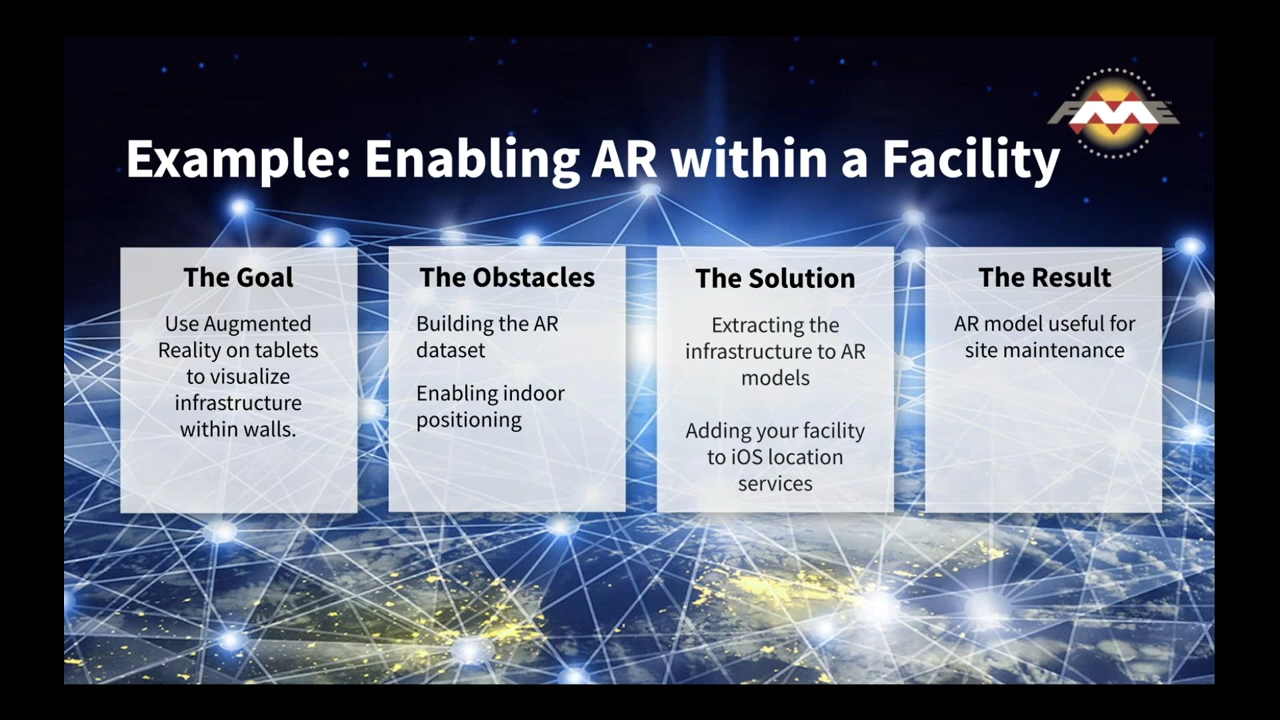 FME
Example: Enabling AR within a Facility
The Goal
Use Augmented
Reality on tablets
to visualize
infrastructure
within walls.
The Obstacles
Building the AR
dataset
Enabling indoor
positioning
The Solution
Extracting the
infrastructure to AR
models
Adding your facility
to iOS location
services
The Result
AR model useful for
site maintenance